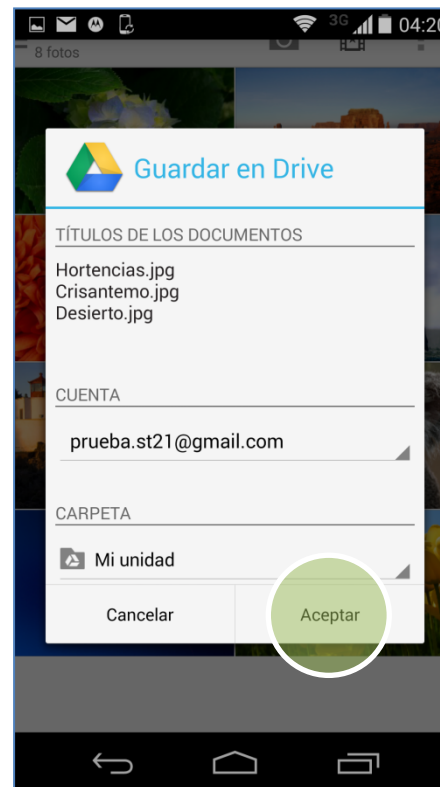 3G 04:20
8 fotos
Guardar en Drive
TÍTULOS DE LOS DOCUMENTOS
Hortencias.jpg
Crisantemo.jpg
Desierto.jpg
CUENTA
prueba.st21@gmail.com
CARPETA
Mi unidad
Cancelar Aceptar